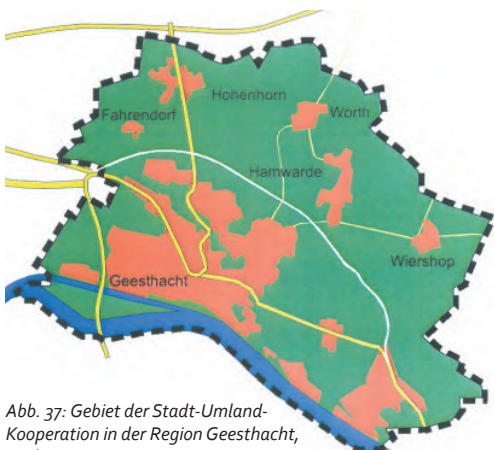 Hohenhorn
Fahrendorf
Worth
Hamwarde
Wiershop
Geesthacht
Abb. 37: Gebiet der Stadt-Umland-
Kooperation in der Region Geesthacht,